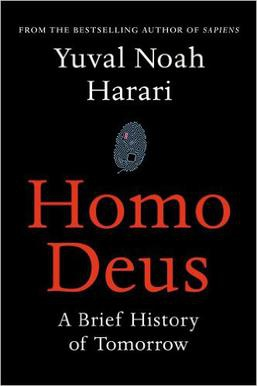 FROM THE BESTSELLING AUTHOR OF SAPIENS
Yuval Noah
Harari
Homo
Deus
A Brief History
of Tomorrow